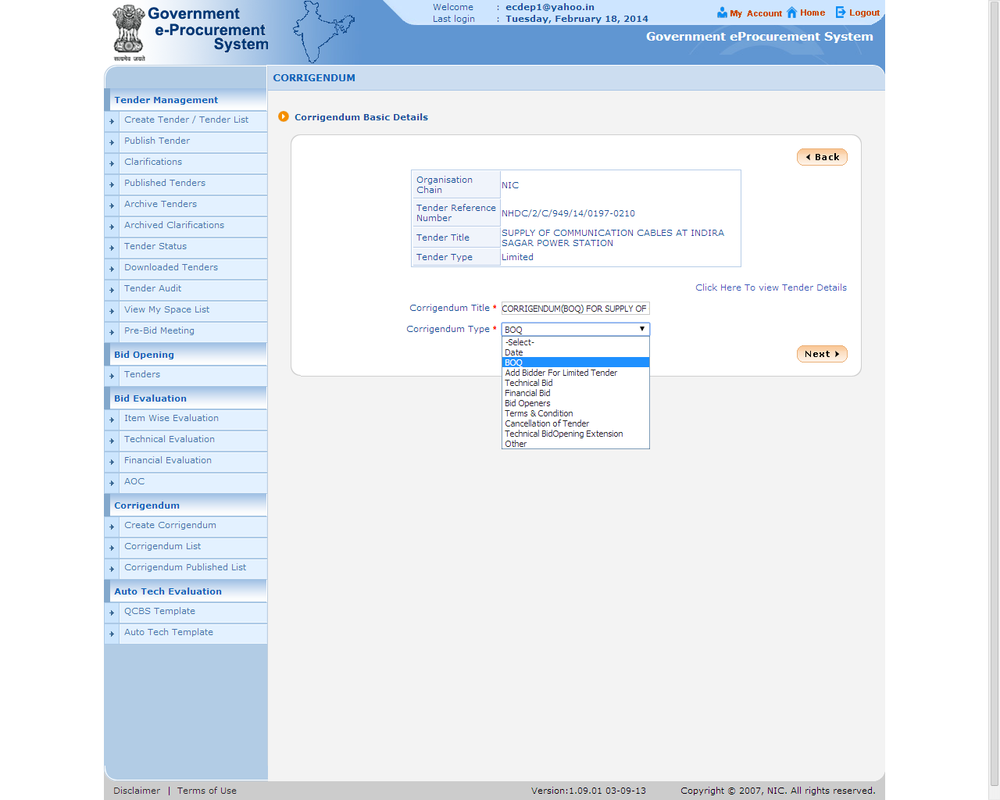 Government
e-Procurement
System
सत्यमेव जयते
Welcome : ecdep1@yahoo.in
Last login : Tuesday, February 18, 2014
My Account Home Logout
Government eProcurement System
CORRIGENDUM
Tender Management
Create Tender / Tender List
Publish Tender
Clarifications
Published Tenders
Archive Tenders
Archived Clarifications
Tender Status
Downloaded Tenders
Tender Audit
View My Space List
Pre-Bid Meeting
Bid Opening
Tenders
Bid Evaluation
Item Wise Evaluation
Technical Evaluation
Financial Evaluation
AOC
Corrigendum
Create Corrigendum
Corrigendum List
Corrigendum Published List
Auto Tech Evaluation
QCBS Template
Auto Tech Template
Corrigendum Basic Details
Back
Organisation
Chain
NIC
Tender Reference
Number
NHDC/2/C/949/14/0197-0210
Tender Title
SUPPLY OF COMMUNICATION CABLES AT INDIRA
SAGAR POWER STATION
Tender Type
Limited
Click Here To view Tender Details
Corrigendum Title * CORRIGENDUM(BOQ) FOR SUPPLY OF
Corrigendum Type * BOQ
-Select-
Date
BOQ
Add Bidder For Limited Tender
Technical Bid
Financial Bid
Bid Openers
Terms & Condition
Cancellation of Tender
Technical BidOpening Extension
Other
Next
Disclaimer | Terms of Use
Version:1.09.01 03-09-13
Copyright © 2007, NIC. All rights reserved.